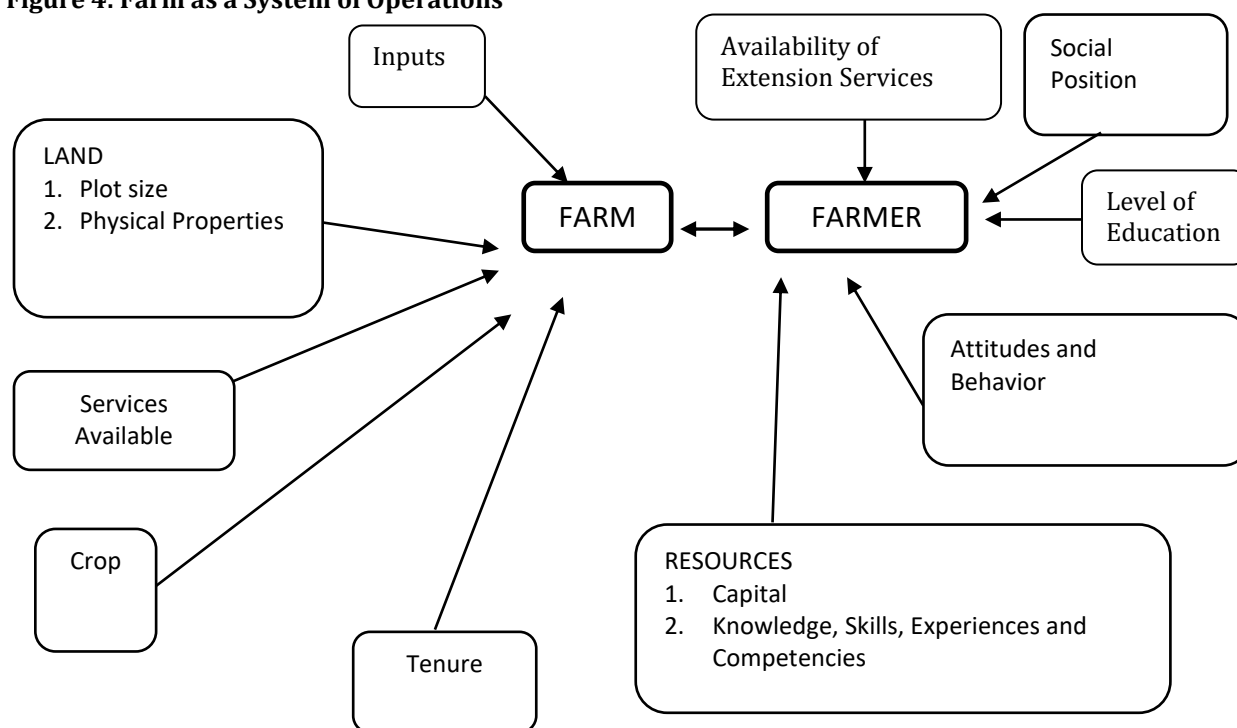 Figure 4: Farm as a System of Operations
Inputs
Availability of
Extension Services
Social
Position
LAND
1. Plot size
2. Physical Properties
FARM
FARMER
Level of
Education
Attitudes and
Behavior
Services
Available
Crop
Tenure
RESOURCES
1. Capital
2. Knowledge, Skills, Experiences and
Competencies